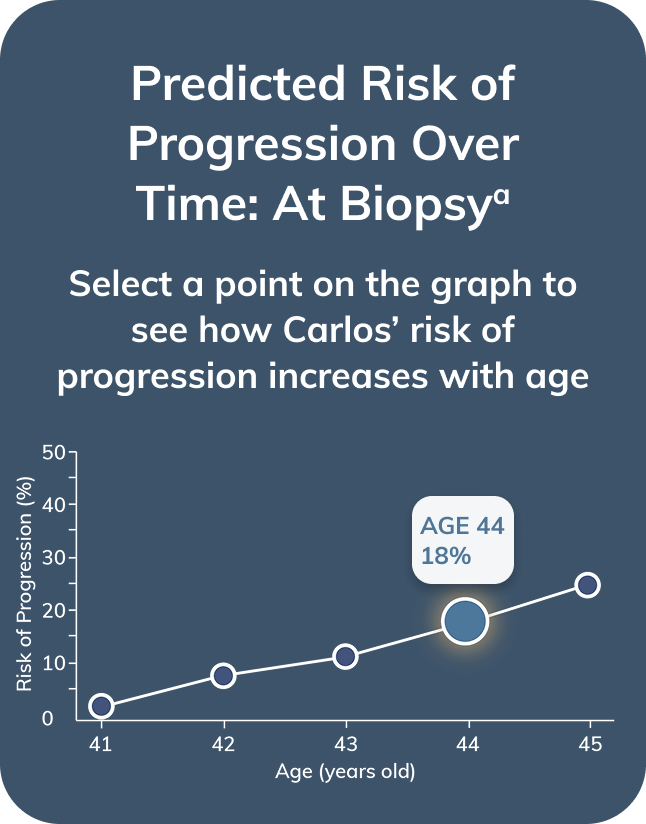 Predicted Risk of
Progression Over
Time: At Biopsyᵃ
Select a point on the graph to
see how Carlos’ risk of
progression increases with age
Risk of Progression (%)
50
40
30
20
10
0
AGE 44
18%
41 42 43 44 45
Age (years old)